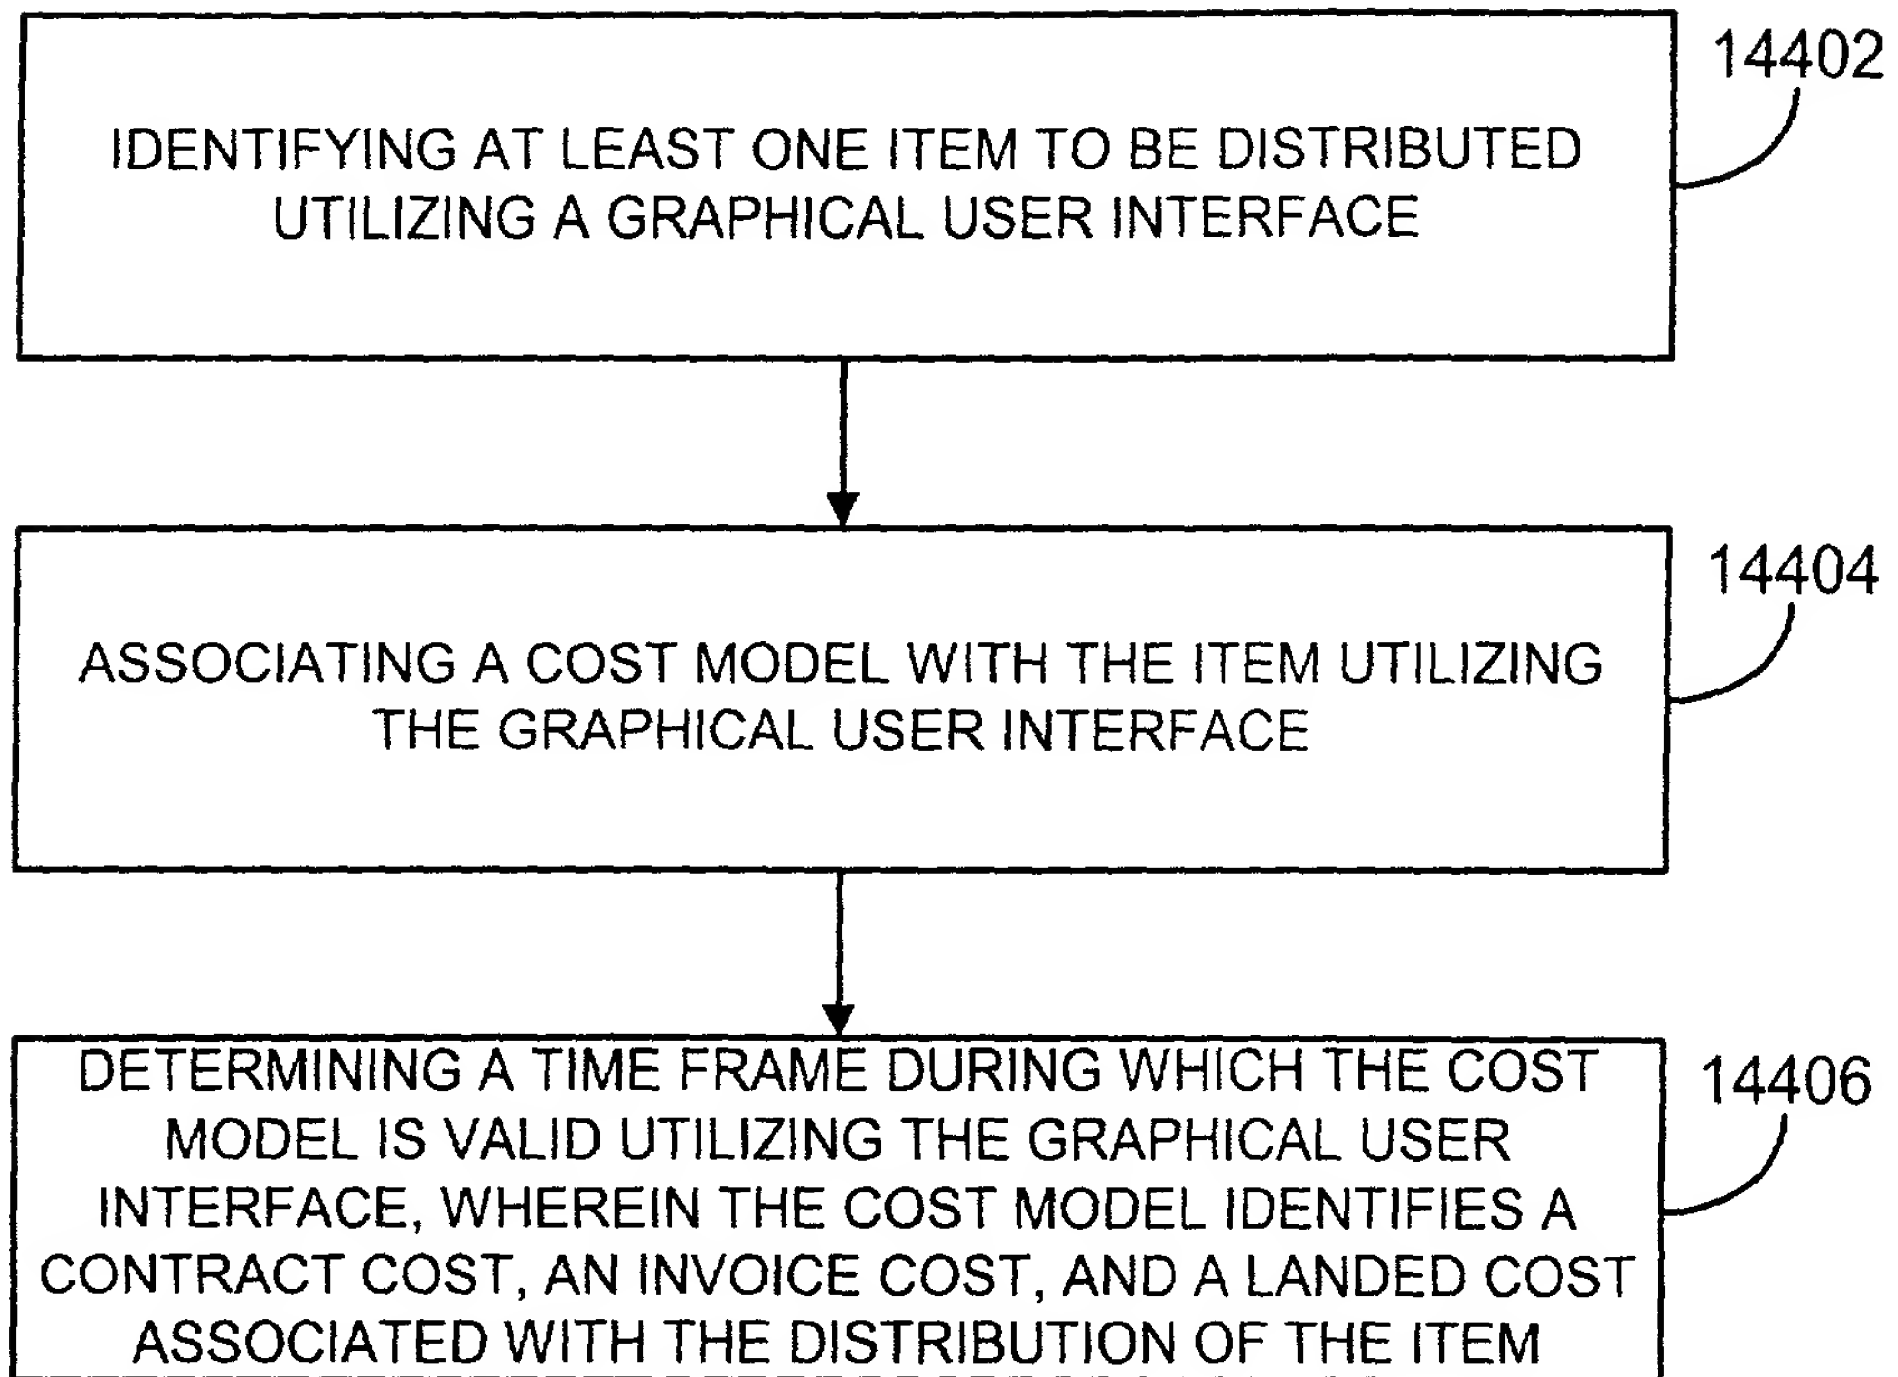 14402
IDENTIFYING AT LEAST ONE ITEM TO BE DISTRIBUTED
UTILIZING A GRAPHICAL USER INTERFACE
14404
ASSOCIATING A COST MODEL WITH THE ITEM UTILIZING
THE GRAPHICAL USER INTERFACE
14406
DETERMINING A TIME FRAME DURING WHICH THE COST
MODEL IS VALID UTILIZING THE GRAPHICAL USER
INTERFACE, WHEREIN THE COST MODEL IDENTIFIES A
CONTRACT COST, AN INVOICE COST, AND A LANDED COST
ASSOCIATED WITH THE DISTRIBUTION OF THE ITEM